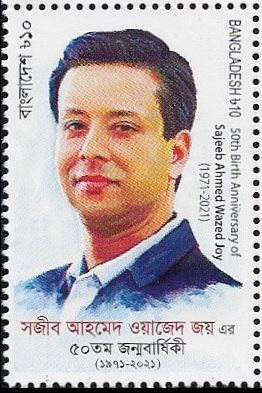 বাংলাদেশ ৳১০
BANGLADESH ৳10
50th Birth Anniversary of
Sajeeb Ahmed Wazed Joy
(1971-2021)
সজীব আহমেদ ওয়াজেদ জয় এর
৫০তম জন্মবার্ষিকী
(১৯৭১-২০২১)